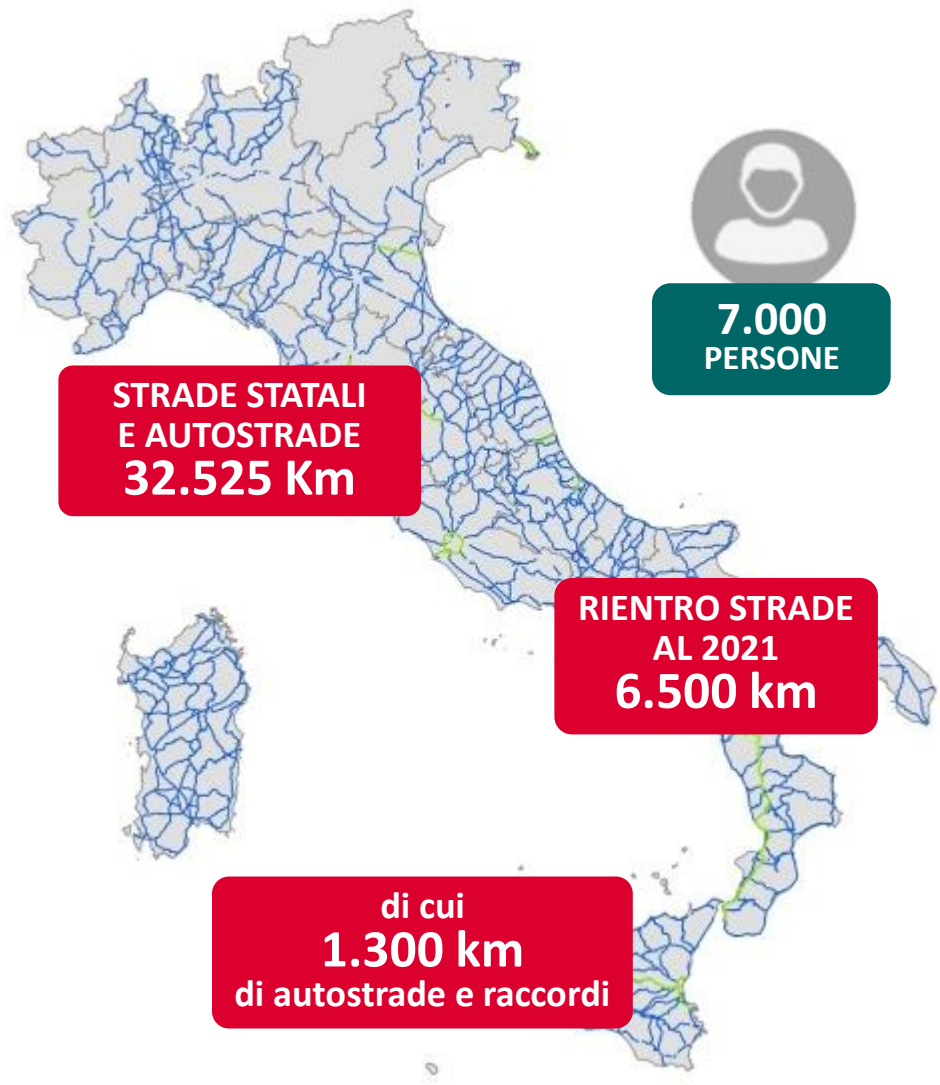 7.000
PERSONE
STRADE STATALI
E AUTOSTRADE
32.525 Km
RIENTRO STRADE
AL 2021
6.500 km
di cui
1.300 km
di autostrade e raccordi